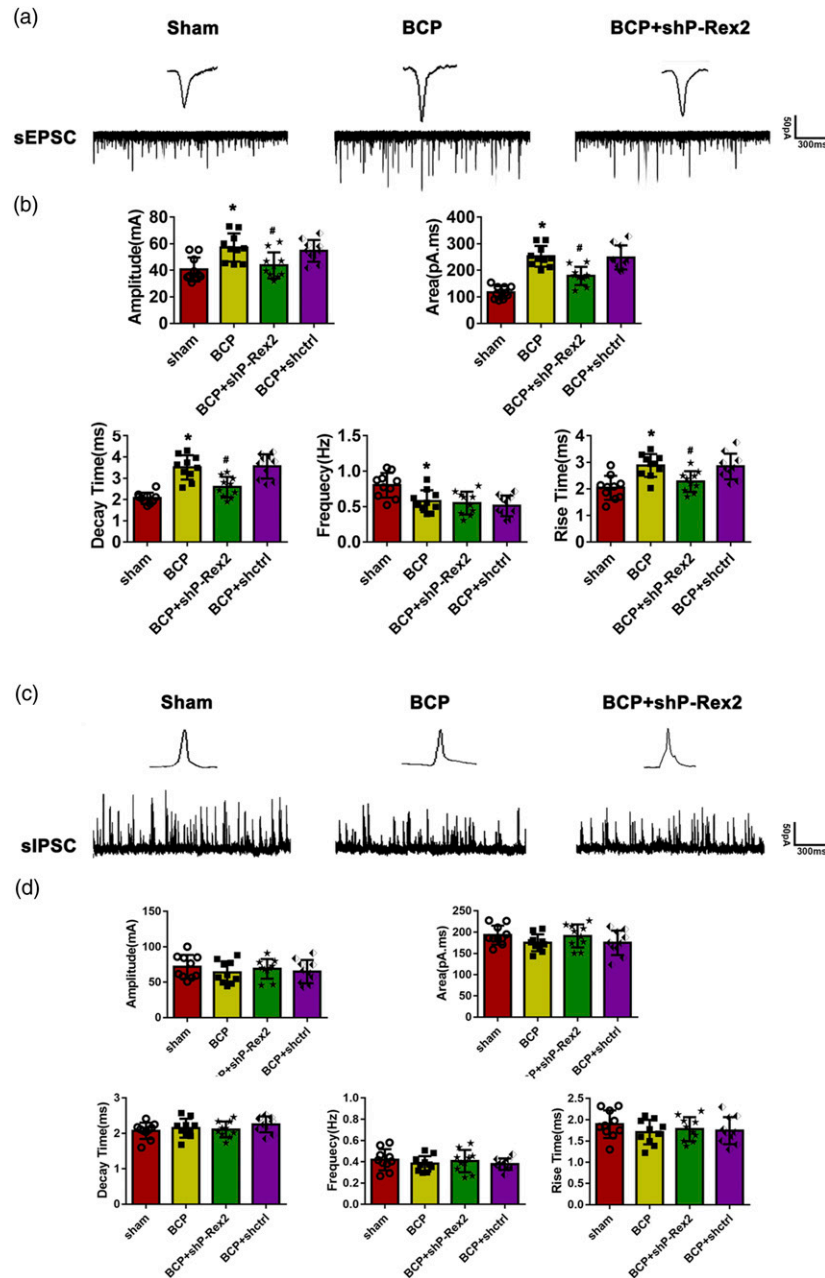 (a)
Sham
BCP
BCP+shP-Rex2
sEPSC
50pA
300ms
(b)
Amplitude(mA)
80
60
40
20
0
*
#
sham
BCP
BCP+shP-Rex2
BCP+shctrl
Area(pA.ms)
400
300
200
100
0
*
#
sham
BCP
BCP+shP-Rex2
BCP+shctrl
Decay Time(ms)
5
4
3
2
1
0
*
#
sham
BCP
BCP+shP-Rex2
BCP+shctrl
Frequecy(Hz)
1.5
1.0
0.5
0.0
*
sham
BCP
BCP+shP-Rex2
BCP+shctrl
Rise Time(ms)
5
4
3
2
1
0
*
#
sham
BCP
BCP+shP-Rex2
BCP+shctrl
(c)
Sham
BCP
BCP+shP-Rex2
sIPSC
50pA
300ms
(d)
Amplitude(mA)
150
100
50
0
sham
BCP
P+shP-Rex2
BCP+shctrl
Area(pA.ms)
250
200
150
100
50
0
sham
BCP
P+shP-Rex2
BCP+shctrl
Decay Time(ms)
3
2
1
0
sham
BCP
BCP+shP-Rex2
BCP+shctrl
Frequecy(Hz)
1.0
0.8
0.6
0.4
0.2
0.0
sham
BCP
BCP+shP-Rex2
BCP+shctrl
Rise Time(ms)
2.5
2.0
1.5
1.0
0.5
0.0
sham
BCP
BCP+shP-Rex2
BCP+shctrl